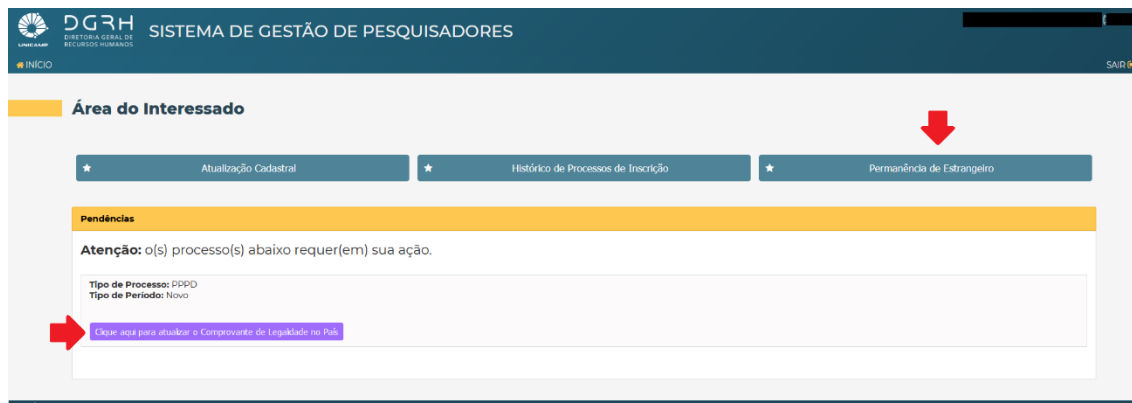 UNICAMP
DGRH
DIRETORIA GERAL DE
RECURSOS HUMANOS
SISTEMA DE GESTÃO DE PESQUISADORES
INÍCIO
SAIR
Área do Interessado
Atualização Cadastral
Histórico de Processos de Inscrição
Permanência de Estrangeiro
Pendências
Atenção: o(s) processo(s) abaixo requer(em) sua ação.
Tipo de Processo: PPPD
Tipo de Período: Novo
Clique aqui para atualizar o Comprovante de Legalidade no País